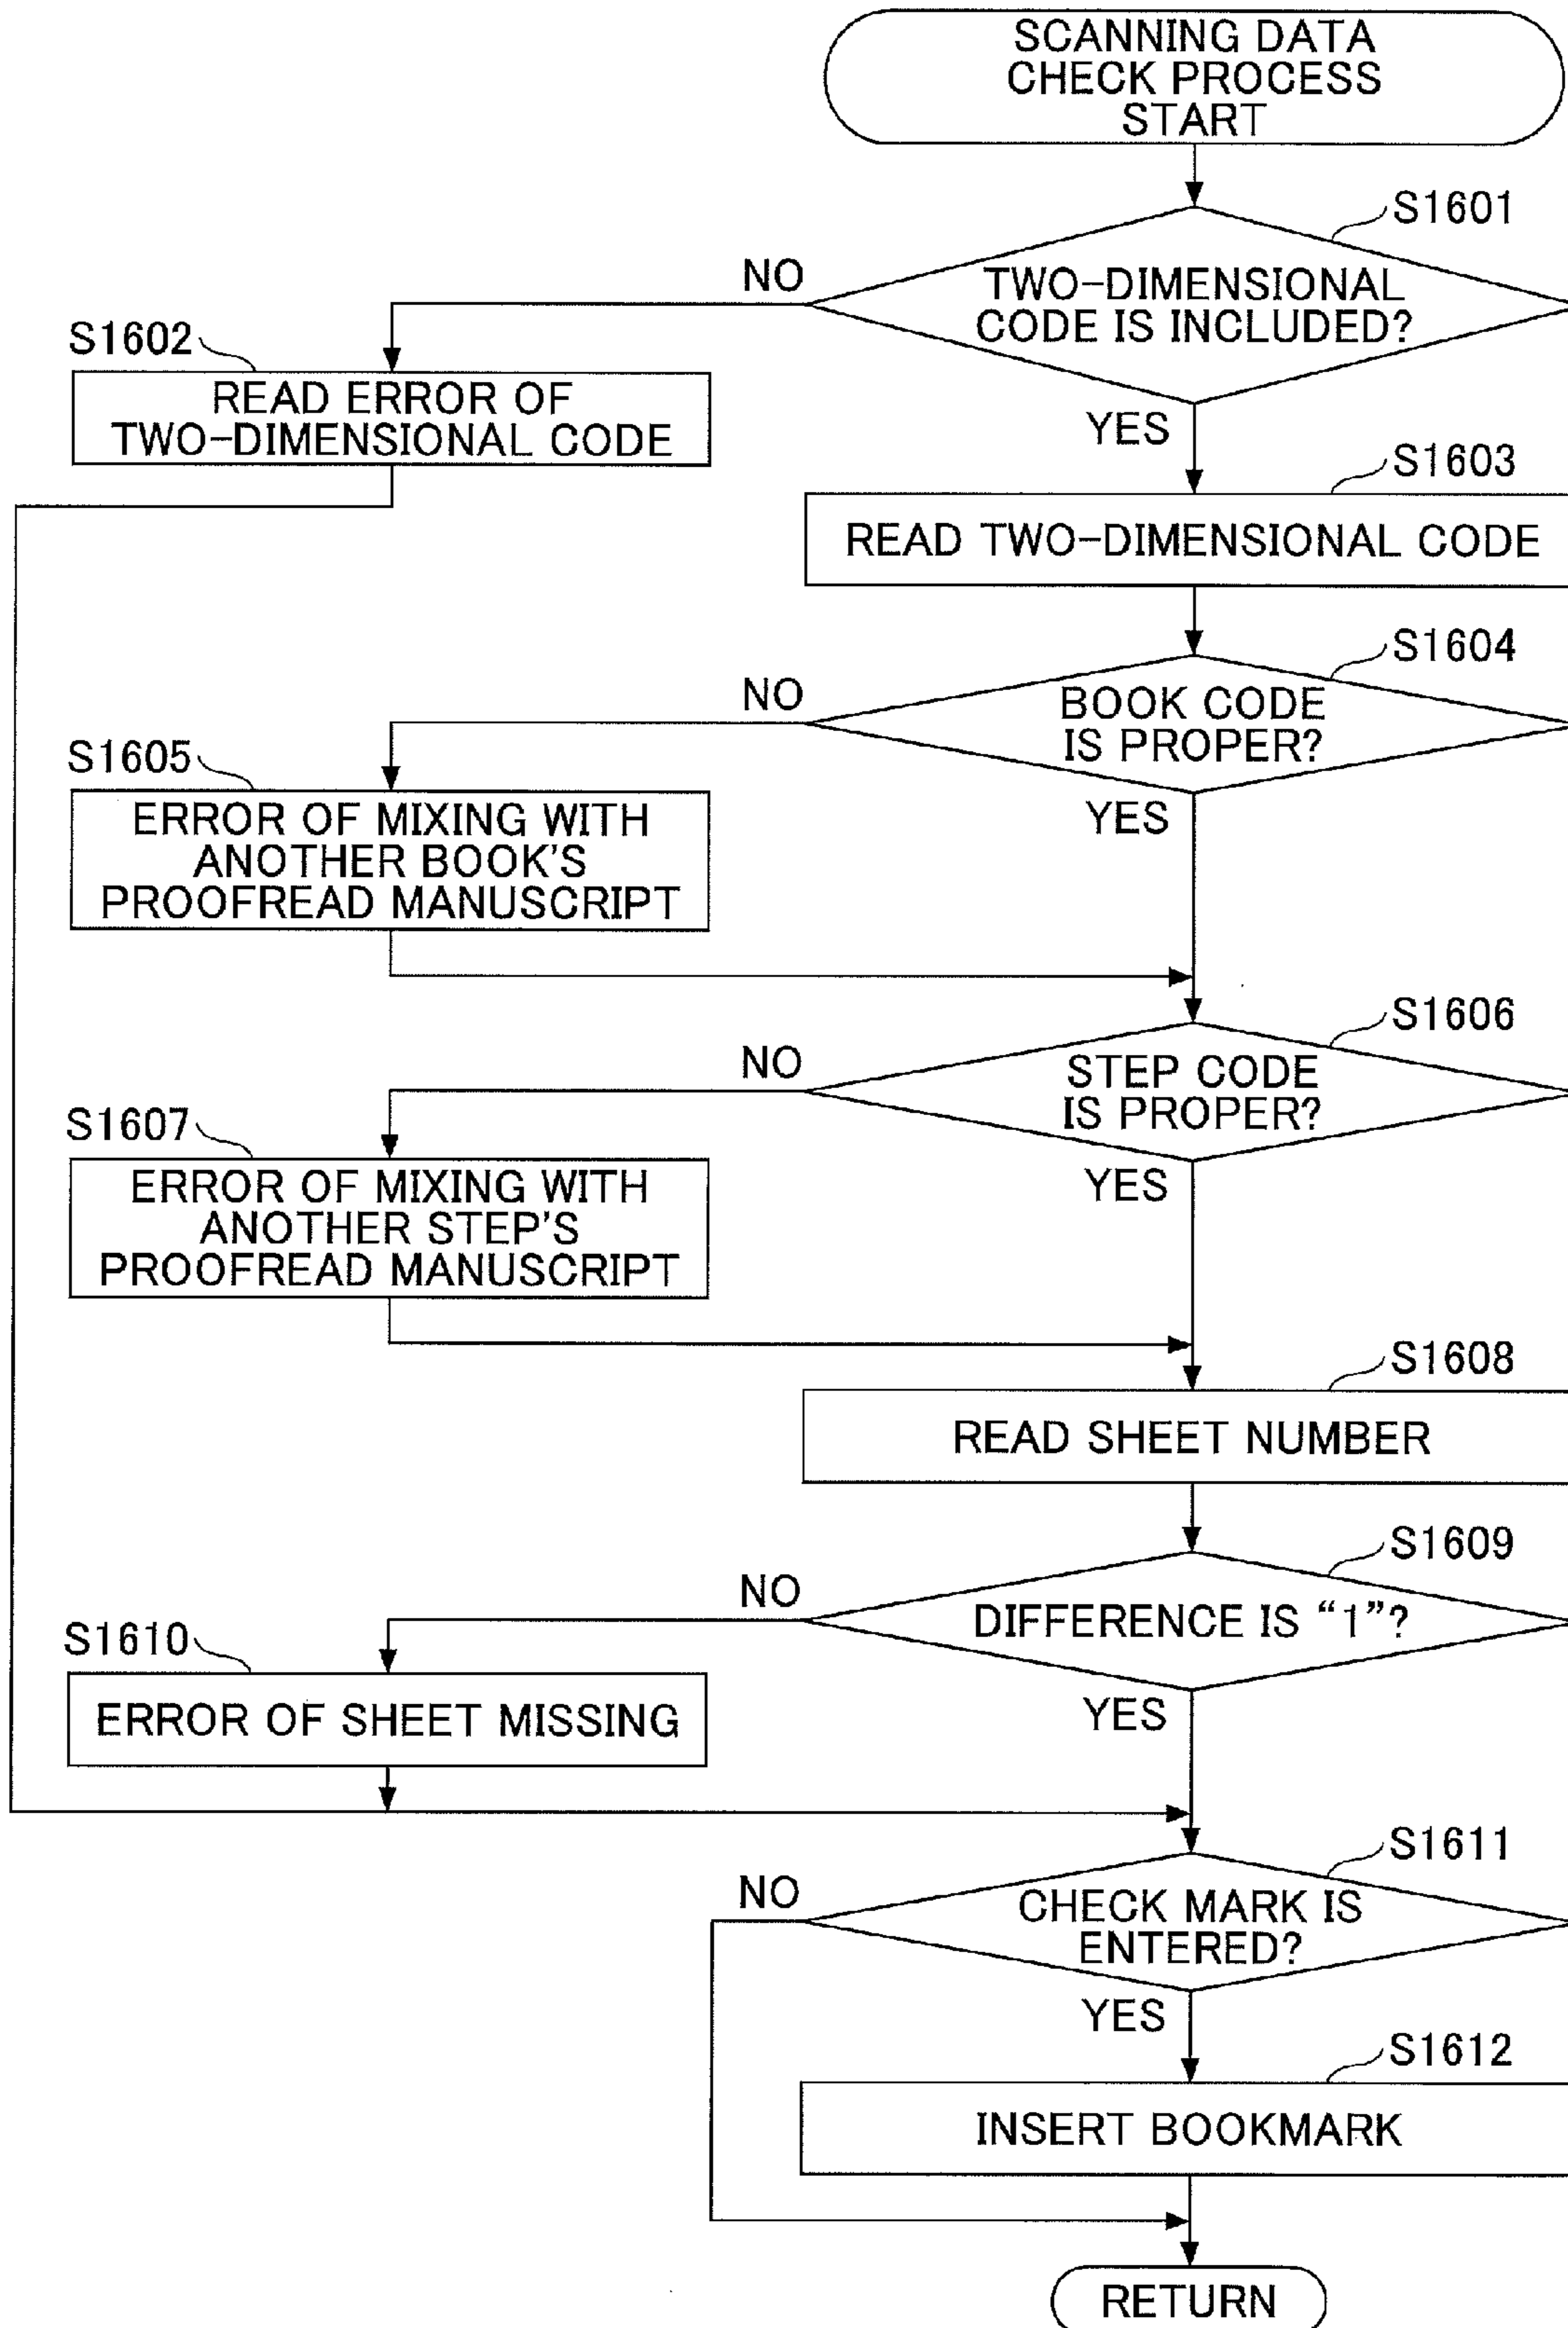 SCANNING DATA
CHECK PROCESS
START
S1601
NO
TWO-DIMENSIONAL
CODE IS INCLUDED?
S1602
READ ERROR OF
TWO-DIMENSIONAL CODE
YES
S1603
READ TWO-DIMENSIONAL CODE
S1604
NO
BOOK CODE
IS PROPER?
S1605
ERROR OF MIXING WITH
ANOTHER BOOK'S
PROOFREAD MANUSCRIPT
YES
S1606
NO
STEP CODE
IS PROPER?
S1607
ERROR OF MIXING WITH
ANOTHER STEP'S
PROOFREAD MANUSCRIPT
YES
S1608
READ SHEET NUMBER
S1609
NO
DIFFERENCE IS “1”?
S1610
ERROR OF SHEET MISSING
YES
S1611
NO
CHECK MARK IS
ENTERED?
YES
S1612
INSERT BOOKMARK
RETURN